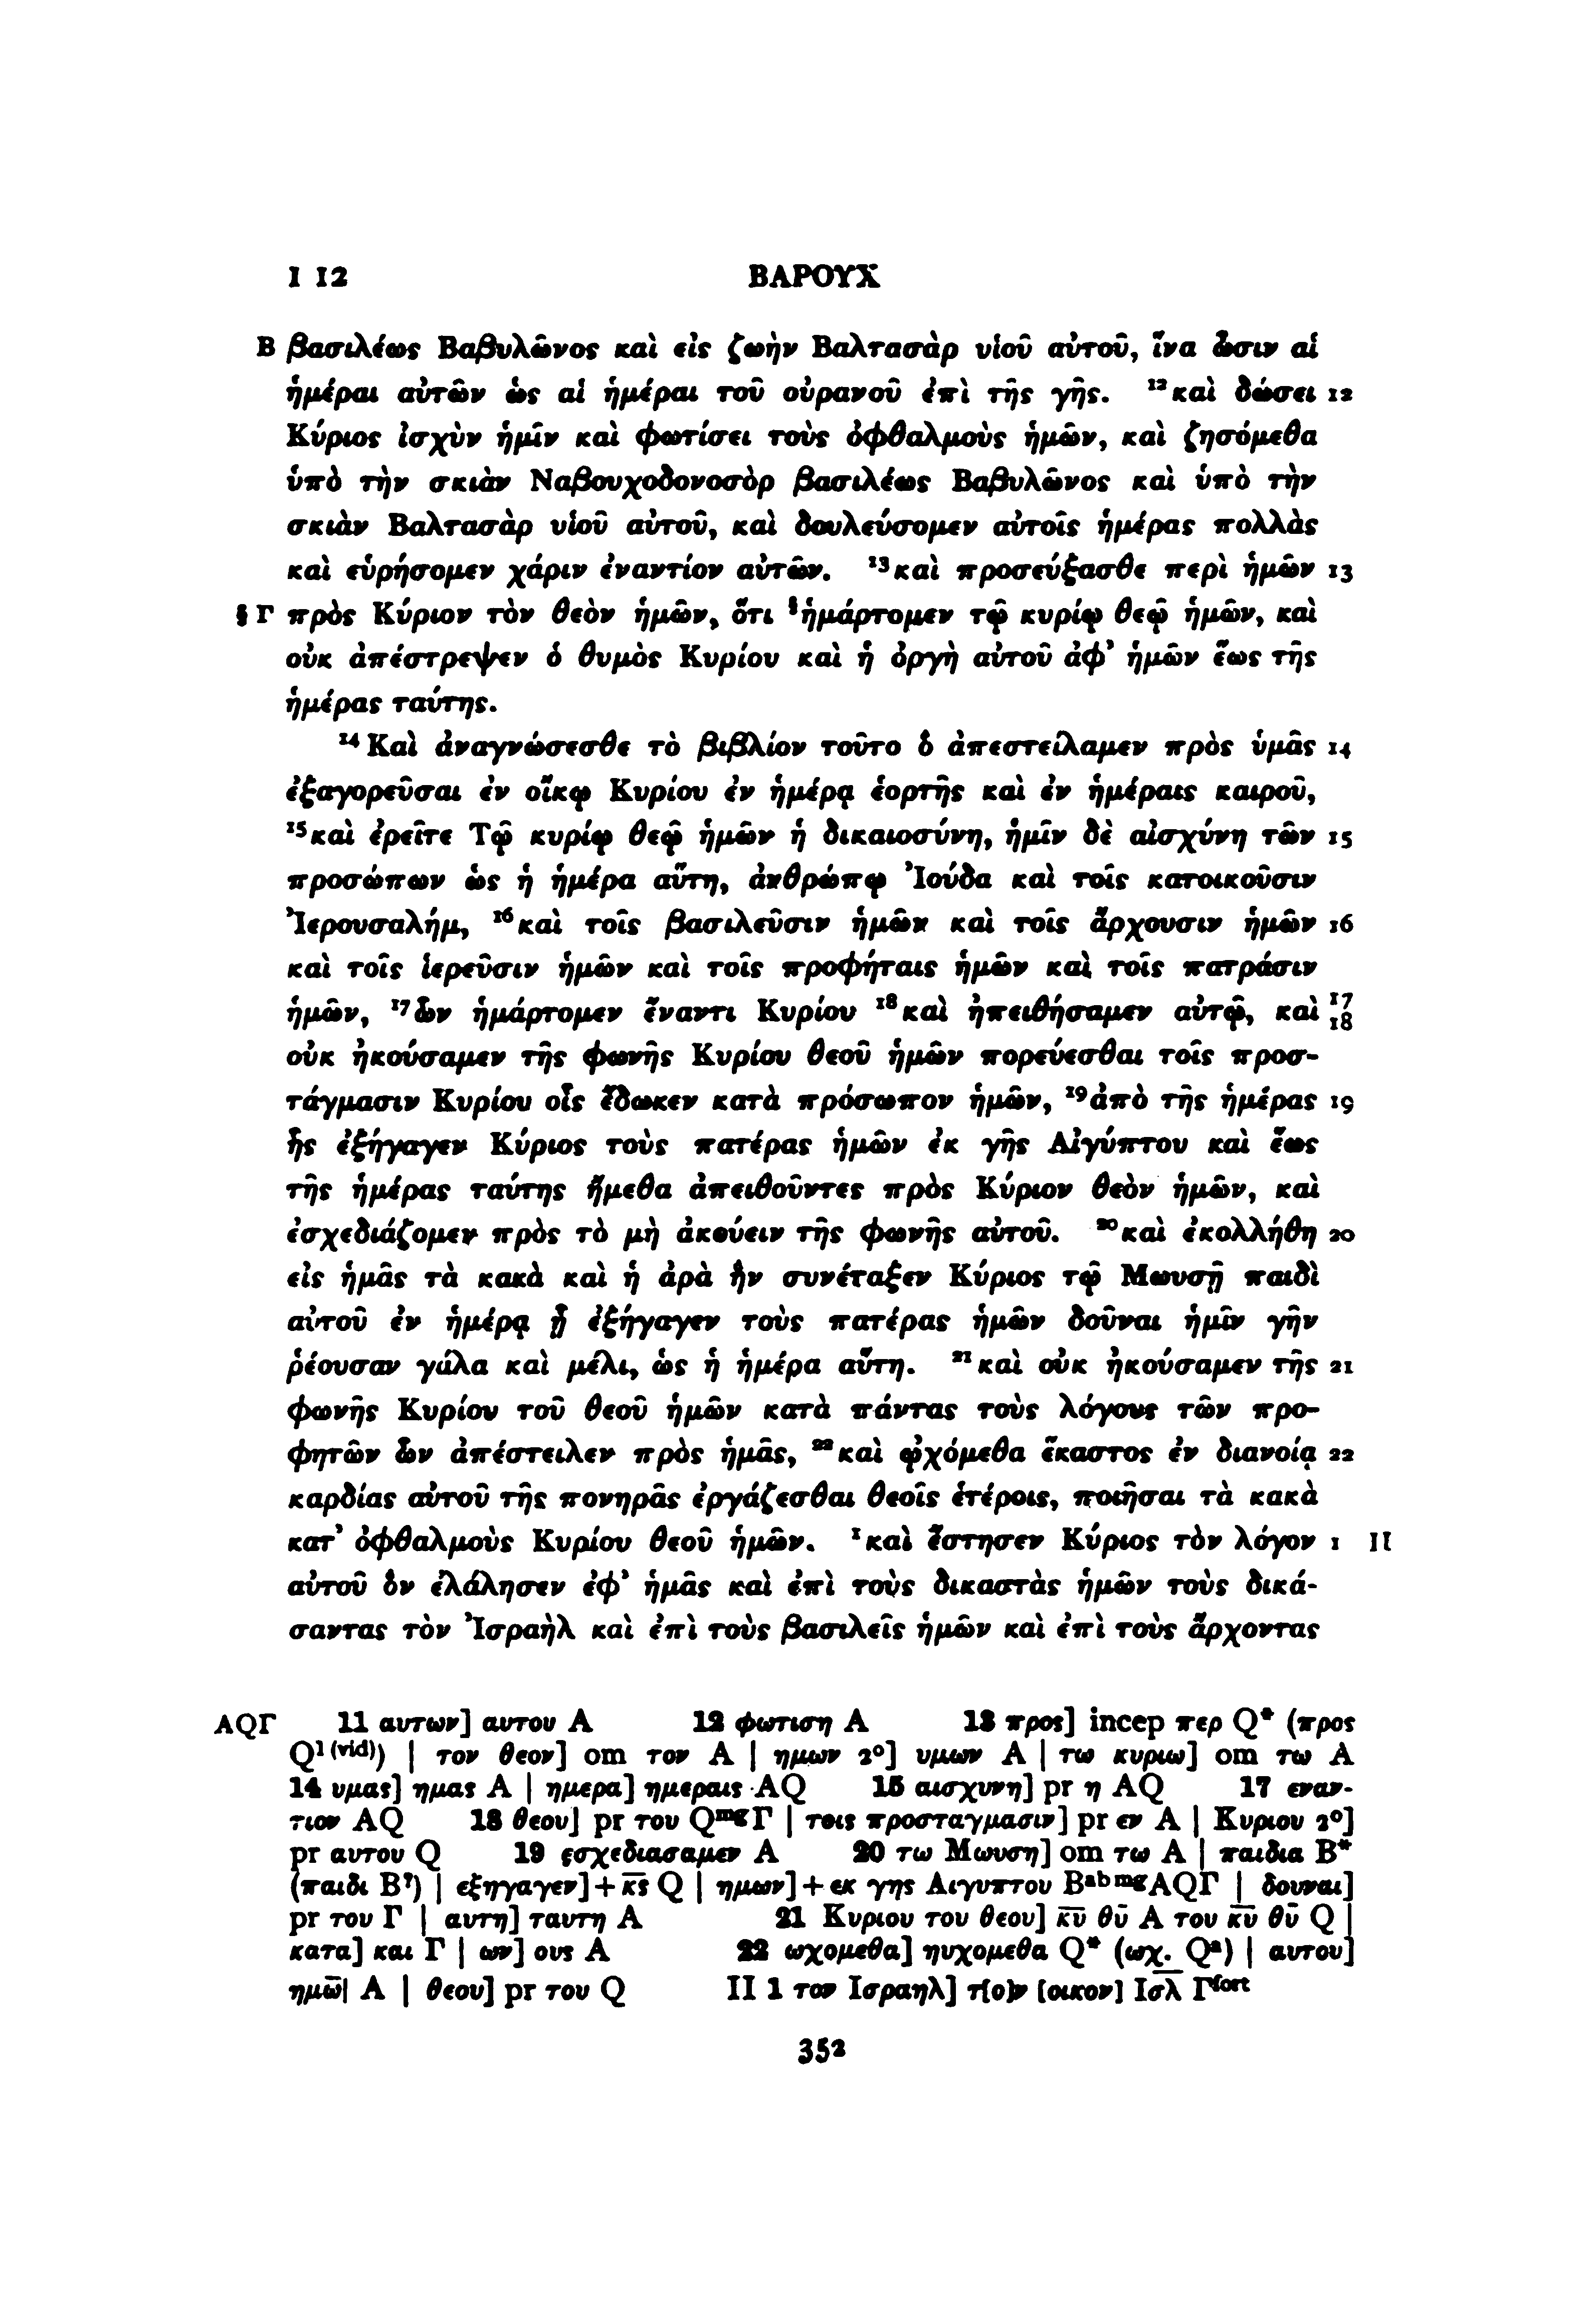 I 12 ΒΑΡΟΥΧ
B βασιλέως Βαβυλῶνος καὶ εἰς ζωὴν Βαλτασὰρ υἱοῦ αὐτοῦ, ἵνα ὦσιν αἱ
ἡμέραι αὐτῶν ὡς αἱ ἡμέραι τοῦ οὐρανοῦ ἐπὶ τῆς γῆς. ¹²καὶ δώσει 12
Κύριος ἰσχὺν ἡμῖν καὶ φωτίσει τοὺς ὀφθαλμοὺς ἡμῶν, καὶ ζησόμεθα
ὑπὸ τὴν σκιὰν Ναβουχοδονοσὸρ βασιλέως Βαβυλῶνος καὶ ὑπὸ τὴν
σκιὰν Βαλτασὰρ υἱοῦ αὐτοῦ, καὶ δουλεύσομεν αὐτοῖς ἡμέρας πολλὰς
καὶ εὑρήσομεν χάριν ἐναντίον αὐτῶν. ¹³καὶ προσεύξασθε περὶ ἡμῶν 13
§ Γ πρὸς Κύριον τὸν θεὸν ἡμῶν, ὅτι §ἡμάρτομεν τῷ κυρίῳ θεῷ ἡμῶν, καὶ
οὐκ ἀπέστρεψεν ὁ θυμὸς Κυρίου καὶ ἡ ὀργὴ αὐτοῦ ἀφ᾽ ἡμῶν ἕως τῆς
ἡμέρας ταύτης.
¹⁴Καὶ ἀναγνώσεσθε τὸ βιβλίον τοῦτο ὃ ἀπεστείλαμεν πρὸς ὑμᾶς 14
ἐξαγορεῦσαι ἐν οἴκῳ Κυρίου ἐν ἡμέρᾳ ἑορτῆς καὶ ἐν ἡμέραις καιροῦ,
¹⁵καὶ ἐρεῖτε Τῷ κυρίῳ θεῷ ἡμῶν ἡ δικαιοσύνη, ἡμῖν δὲ αἰσχύνη τῶν 15
προσώπων ὡς ἡ ἡμέρα αὕτη, ἀνθρώπῳ Ἰούδα καὶ τοῖς κατοικοῦσιν
Ἰερουσαλήμ, ¹⁶καὶ τοῖς βασιλεῦσιν ἡμῶν καὶ τοῖς ἄρχουσιν ἡμῶν 16
καὶ τοῖς ἱερεῦσιν ἡμῶν καὶ τοῖς προφήταις ἡμῶν καὶ τοῖς πατράσιν
ἡμῶν, ¹⁷ὧν ἡμάρτομεν ἔναντι Κυρίου ¹⁸καὶ ἠπειθήσαμεν αὐτῷ, καὶ 17 18
οὐκ ἠκούσαμεν τῆς φωνῆς Κυρίου θεοῦ ἡμῶν πορεύεσθαι τοῖς προσ-
τάγμασιν Κυρίου οἷς ἔδωκεν κατὰ πρόσωπον ἡμῶν, ¹⁹ἀπὸ τῆς ἡμέρας 19
ἧς ἐξήγαγεν Κύριος τοὺς πατέρας ἡμῶν ἐκ γῆς Αἰγύπτου καὶ ἕως
τῆς ἡμέρας ταύτης ἤμεθα ἀπειθοῦντες πρὸς Κύριον θεὸν ἡμῶν, καὶ
ἐσχεδιάζομεν πρὸς τὸ μὴ ἀκούειν τῆς φωνῆς αὐτοῦ. ²⁰καὶ ἐκολλήθη 20
εἰς ἡμᾶς τὰ κακὰ καὶ ἡ ἀρὰ ἣν συνέταξεν Κύριος τῷ Μωυσῇ παιδὶ
αὐτοῦ ἐν ἡμέρᾳ ᾗ ἐξήγαγεν τοὺς πατέρας ἡμῶν δοῦναι ἡμῖν γῆν
ῥέουσαν γάλα καὶ μέλι, ὡς ἡ ἡμέρα αὕτη. ²¹καὶ οὐκ ἠκούσαμεν τῆς 21
φωνῆς Κυρίου τοῦ θεοῦ ἡμῶν κατὰ πάντας τοὺς λόγους τῶν προ-
φητῶν ὧν ἀπέστειλεν πρὸς ἡμᾶς, ²²καὶ ᾠχόμεθα ἕκαστος ἐν διανοίᾳ 22
καρδίας αὐτοῦ τῆς πονηρᾶς ἐργάζεσθαι θεοῖς ἑτέροις, ποιῆσαι τὰ κακὰ
κατ᾽ ὀφθαλμοὺς Κυρίου θεοῦ ἡμῶν. ¹καὶ ἔστησεν Κύριος τὸν λόγον 1 II
αὐτοῦ ὃν ἐλάλησεν ἐφ᾽ ἡμᾶς καὶ ἐπὶ τοὺς δικαστὰς ἡμῶν τοὺς δικά-
σαντας τὸν Ἰσραὴλ καὶ ἐπὶ τοὺς βασιλεῖς ἡμῶν καὶ ἐπὶ τοὺς ἄρχοντας
AQΓ 11 αυτων] αυτου A 12 φωτιση A 13 προς] incep περ Q* (προς
Q¹⁽ᵛⁱᵈ⁾) | τον θεον] om τον A | ημων 2°] υμων A | τω κυριω] om τω A
14 υμας] ημας A | ημερα] ημεραις AQ 15 αισχυνη] pr η AQ 17 εναν-
τιον AQ 18 θεου] pr του QᵐᵍΓ | τοις προσταγμασιν] pr εν A | Κυριου 2°]
pr αυτου Q 19 εσχεδιασαμεν A 20 τω Μωυση] om τω A | παιδια B*
(παιδι B?) | εξηγαγεν]+κ̅ς̅ Q | ημων]+εκ γης Αιγυπτου BᵃᵇᵐᵍAQΓ | δουναι]
pr του Γ | αυτη] ταυτη A 21 Κυριου του θεου] κ̅υ̅ θ̅υ̅ A του κ̅υ̅ θ̅υ̅ Q |
κατα] και Γ | ων] ους A 22 ωχομεθα] ηυχομεθα Q* (ωχ. Qᵃ) | αυτου]
ημω̅| A | θεου] pr του Q II 1 τον Ισραηλ] τ[ο]ν [οικον] Ισ̅λ̅ Γᶠᵒʳᵗ
352